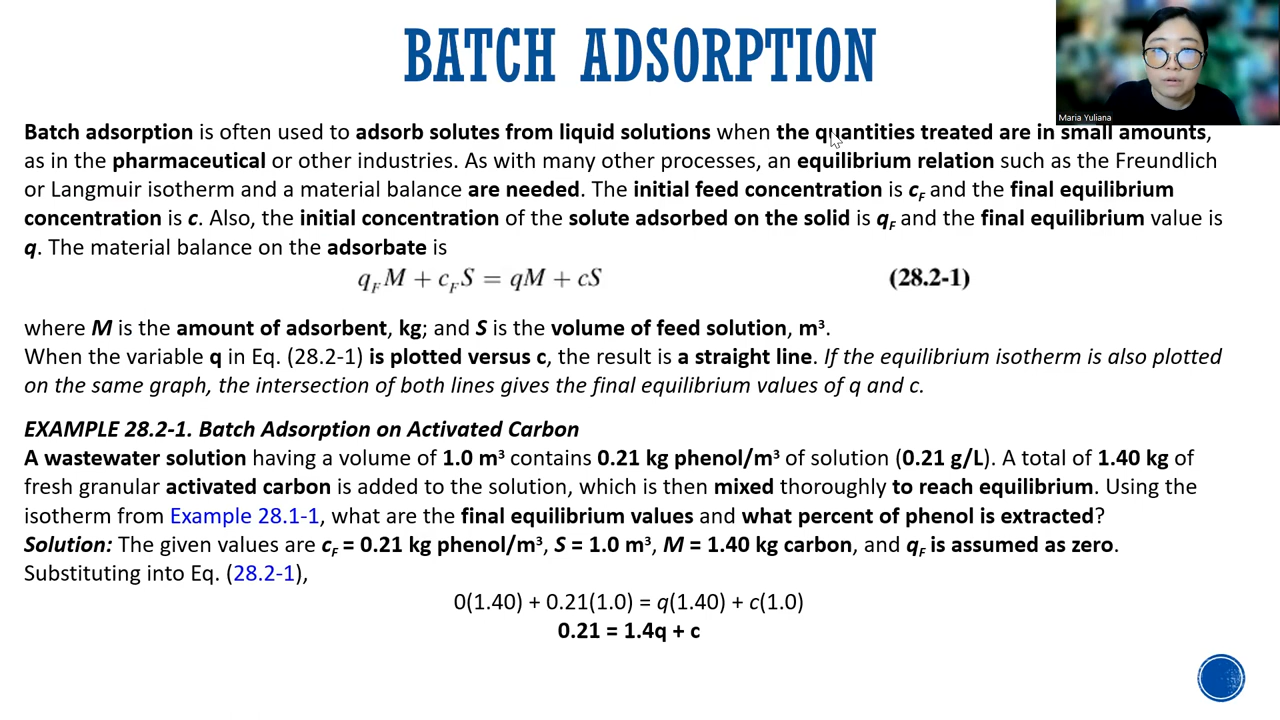 BATCH ADSORPTION
Maria Yuliana
Batch adsorption is often used to adsorb solutes from liquid solutions when the quantities treated are in small amounts,
as in the pharmaceutical or other industries. As with many other processes, an equilibrium relation such as the Freundlich
or Langmuir isotherm and a material balance are needed. The initial feed concentration is c_F and the final equilibrium
concentration is c. Also, the initial concentration of the solute adsorbed on the solid is q_F and the final equilibrium value is
q. The material balance on the adsorbate is
q_F M + c_F S = qM + cS (28.2-1)
where M is the amount of adsorbent, kg; and S is the volume of feed solution, m³.
When the variable q in Eq. (28.2-1) is plotted versus c, the result is a straight line. If the equilibrium isotherm is also plotted
on the same graph, the intersection of both lines gives the final equilibrium values of q and c.
EXAMPLE 28.2-1. Batch Adsorption on Activated Carbon
A wastewater solution having a volume of 1.0 m³ contains 0.21 kg phenol/m³ of solution (0.21 g/L). A total of 1.40 kg of
fresh granular activated carbon is added to the solution, which is then mixed thoroughly to reach equilibrium. Using the
isotherm from Example 28.1-1, what are the final equilibrium values and what percent of phenol is extracted?
Solution: The given values are c_F = 0.21 kg phenol/m³, S = 1.0 m³, M = 1.40 kg carbon, and q_F is assumed as zero.
Substituting into Eq. (28.2-1),
0(1.40) + 0.21(1.0) = q(1.40) + c(1.0)
0.21 = 1.4q + c